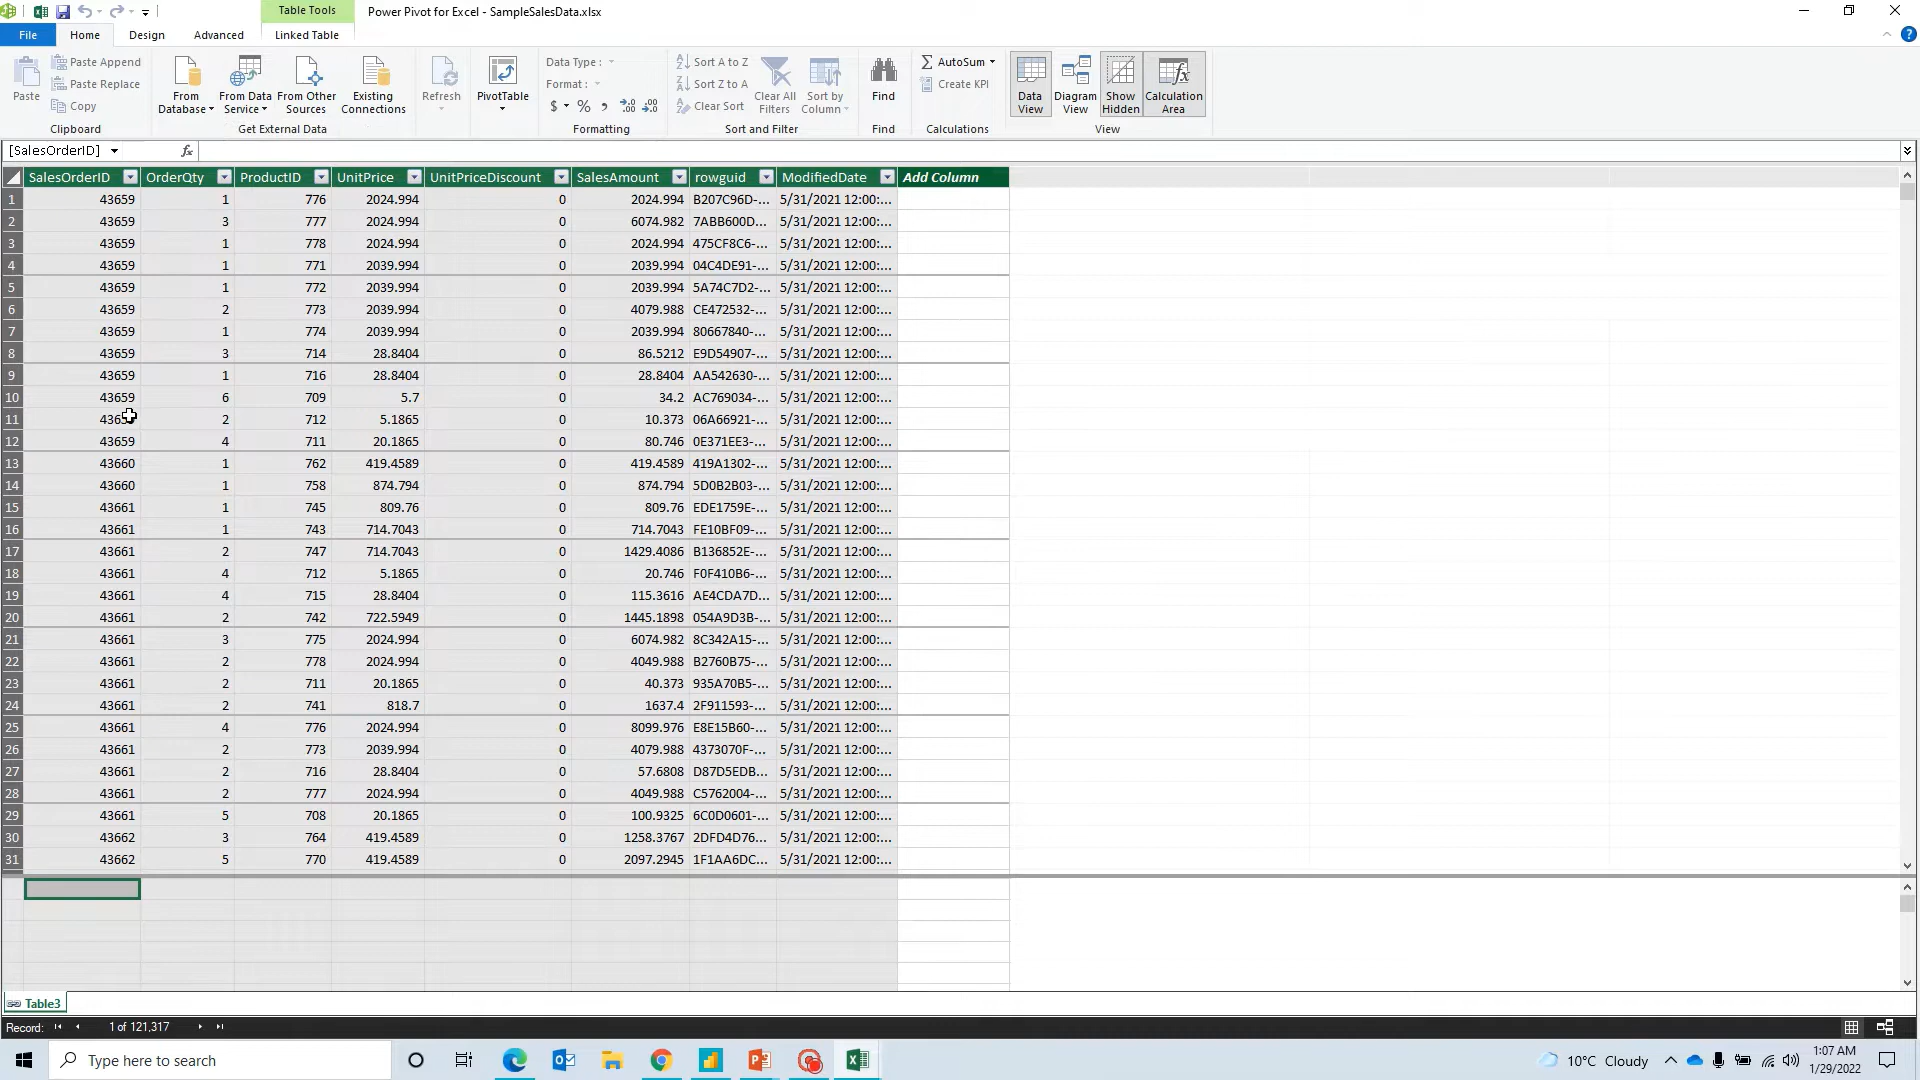 Table Tools
Power Pivot for Excel - SampleSalesData.xlsx
File Home Design Advanced Linked Table
Paste
Paste Append
Paste Replace
Copy
Clipboard
From Database
From Data Service
From Other Sources
Existing Connections
Get External Data
Refresh
PivotTable
Data Type :
Format :
$ % ,
Formatting
Sort A to Z
Sort Z to A
Clear Sort
Clear All Filters
Sort by Column
Sort and Filter
Find
Find
AutoSum
Create KPI
Calculations
Data View
Diagram View
Show Hidden
Calculation Area
View
[SalesOrderID] fx
SalesOrderID OrderQty ProductID UnitPrice UnitPriceDiscount SalesAmount rowguid ModifiedDate Add Column
1 43659 1 776 2024.994 0 2024.994 B207C96D-... 5/31/2021 12:00:...
2 43659 3 777 2024.994 0 6074.982 7ABB600D... 5/31/2021 12:00:...
3 43659 1 778 2024.994 0 2024.994 475CF8C6-... 5/31/2021 12:00:...
4 43659 1 771 2039.994 0 2039.994 04C4DE91-... 5/31/2021 12:00:...
5 43659 1 772 2039.994 0 2039.994 5A74C7D2-... 5/31/2021 12:00:...
6 43659 2 773 2039.994 0 4079.988 CE472532-... 5/31/2021 12:00:...
7 43659 1 774 2039.994 0 2039.994 80667840-... 5/31/2021 12:00:...
8 43659 3 714 28.8404 0 86.5212 E9D54907-... 5/31/2021 12:00:...
9 43659 1 716 28.8404 0 28.8404 AA542630-... 5/31/2021 12:00:...
10 43659 6 709 5.7 0 34.2 AC769034-... 5/31/2021 12:00:...
11 43659 2 712 5.1865 0 10.373 06A66921-... 5/31/2021 12:00:...
12 43659 4 711 20.1865 0 80.746 0E371EE3-... 5/31/2021 12:00:...
13 43660 1 762 419.4589 0 419.4589 419A1302-... 5/31/2021 12:00:...
14 43660 1 758 874.794 0 874.794 5D0B2B03-... 5/31/2021 12:00:...
15 43661 1 745 809.76 0 809.76 EDE1759E-... 5/31/2021 12:00:...
16 43661 1 743 714.7043 0 714.7043 FE10BF09-... 5/31/2021 12:00:...
17 43661 2 747 714.7043 0 1429.4086 B136852E-... 5/31/2021 12:00:...
18 43661 4 712 5.1865 0 20.746 F0F410B6-... 5/31/2021 12:00:...
19 43661 4 715 28.8404 0 115.3616 AE4CDA7D... 5/31/2021 12:00:...
20 43661 2 742 722.5949 0 1445.1898 054A9D3B-... 5/31/2021 12:00:...
21 43661 3 775 2024.994 0 6074.982 8C342A15-... 5/31/2021 12:00:...
22 43661 2 778 2024.994 0 4049.988 B2760B75-... 5/31/2021 12:00:...
23 43661 2 711 20.1865 0 40.373 935A70B5-... 5/31/2021 12:00:...
24 43661 2 741 818.7 0 1637.4 2F911593-... 5/31/2021 12:00:...
25 43661 4 776 2024.994 0 8099.976 E8E15B60-... 5/31/2021 12:00:...
26 43661 2 773 2039.994 0 4079.988 4373070F-... 5/31/2021 12:00:...
27 43661 2 716 28.8404 0 57.6808 D87D5EDB... 5/31/2021 12:00:...
28 43661 2 777 2024.994 0 4049.988 C5762004-... 5/31/2021 12:00:...
29 43661 5 708 20.1865 0 100.9325 6C0D0601-... 5/31/2021 12:00:...
30 43662 3 764 419.4589 0 1258.3767 2DFD4D76... 5/31/2021 12:00:...
31 43662 5 770 419.4589 0 2097.2945 1F1AA6DC... 5/31/2021 12:00:...
Table3
Record: 1 of 121,317
Type here to search
10°C Cloudy
1:07 AM
1/29/2022